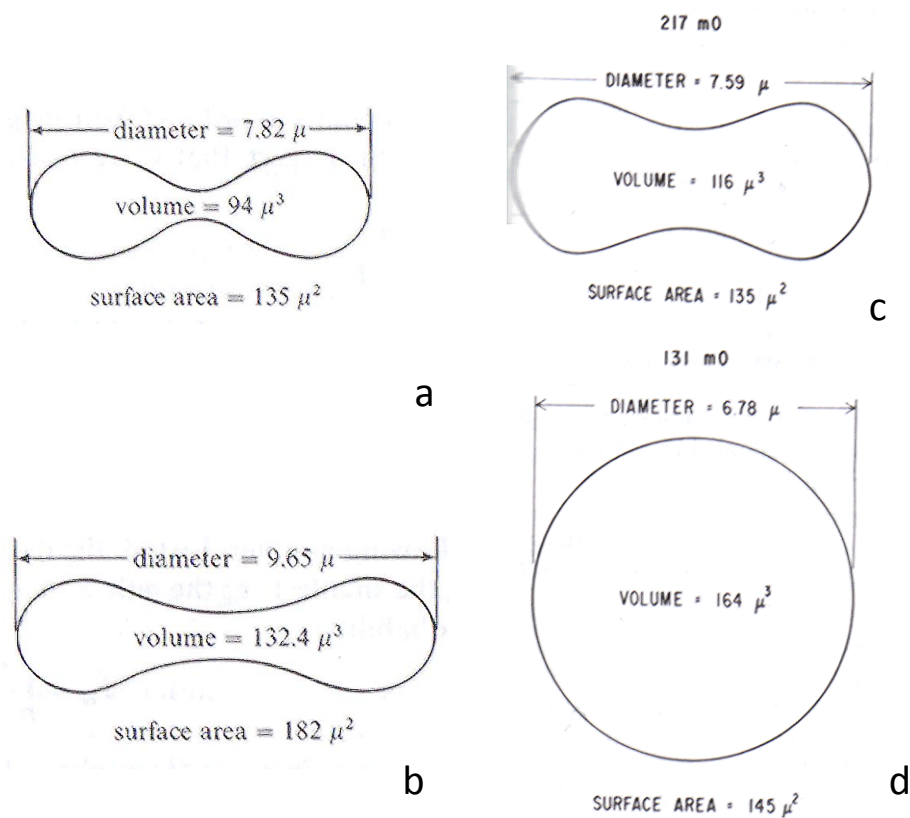 diameter = 7.82 μ
volume = 94 μ³
surface area = 135 μ²
a
diameter = 9.65 μ
volume = 132.4 μ³
surface area = 182 μ²
b
217 mO
DIAMETER = 7.59 μ
VOLUME = 116 μ³
SURFACE AREA = 135 μ²
c
131 mO
DIAMETER = 6.78 μ
VOLUME = 164 μ³
SURFACE AREA = 145 μ²
d